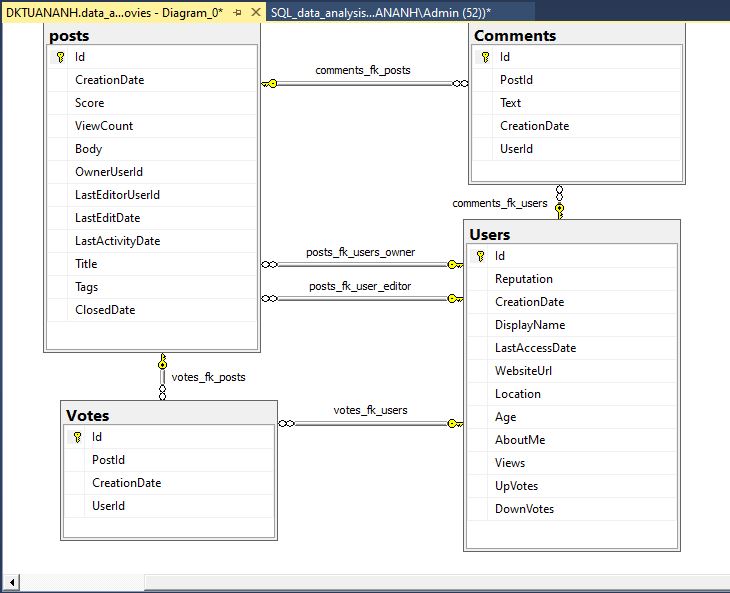 DKTUANANH.data_a...ovies - Diagram_0*
SQL_data_analysis...ANANH\Admin (52))*
posts
Id
CreationDate
Score
ViewCount
Body
OwnerUserId
LastEditorUserId
LastEditDate
LastActivityDate
Title
Tags
ClosedDate
comments_fk_posts
Comments
Id
PostId
Text
CreationDate
UserId
comments_fk_users
posts_fk_users_owner
posts_fk_user_editor
Users
Id
Reputation
CreationDate
DisplayName
LastAccessDate
WebsiteUrl
Location
Age
AboutMe
Views
UpVotes
DownVotes
votes_fk_posts
votes_fk_users
Votes
Id
PostId
CreationDate
UserId